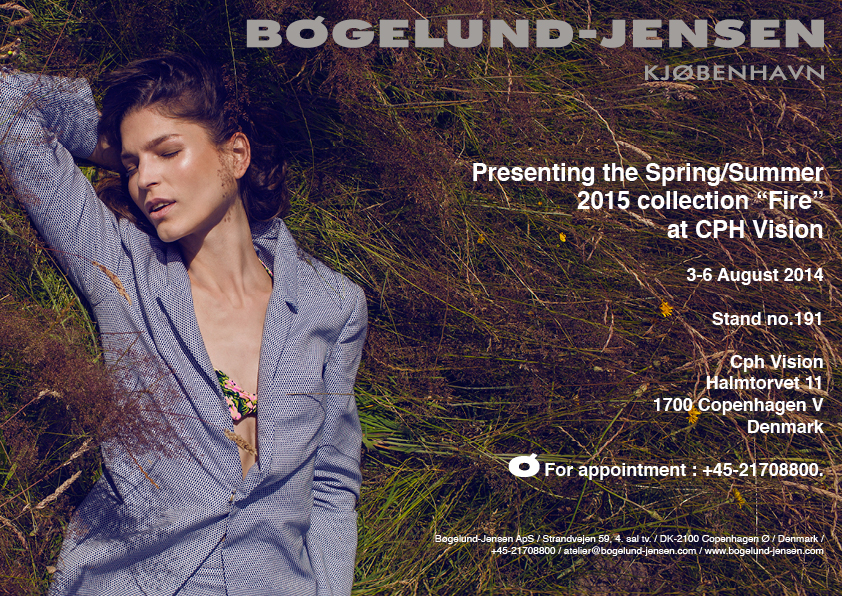 BØGELUND-JENSEN
KJØBENHAVN
Presenting the Spring/Summer
2015 collection “Fire”
at CPH Vision
3-6 August 2014
Stand no.191
Cph Vision
Halmtorvet 11
1700 Copenhagen V
Denmark
Ø For appointment : +45-21708800.
Bøgelund-Jensen ApS / Strandvejen 59, 4. sal tv. / DK-2100 Copenhagen Ø / Denmark /
+45-21708800 / atelier@bogelund-jensen.com / www.bogelund-jensen.com